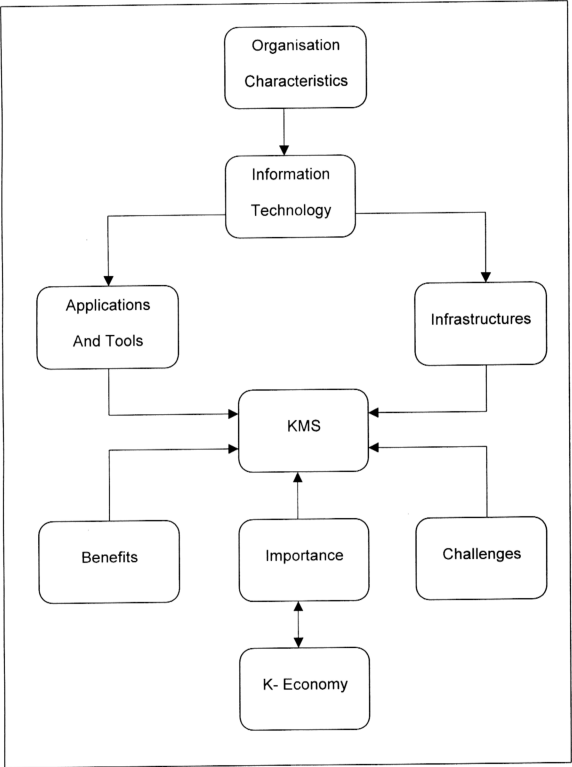 Organisation
Characteristics
Information
Technology
Applications
And Tools
Infrastructures
KMS
Benefits
Importance
Challenges
K- Economy